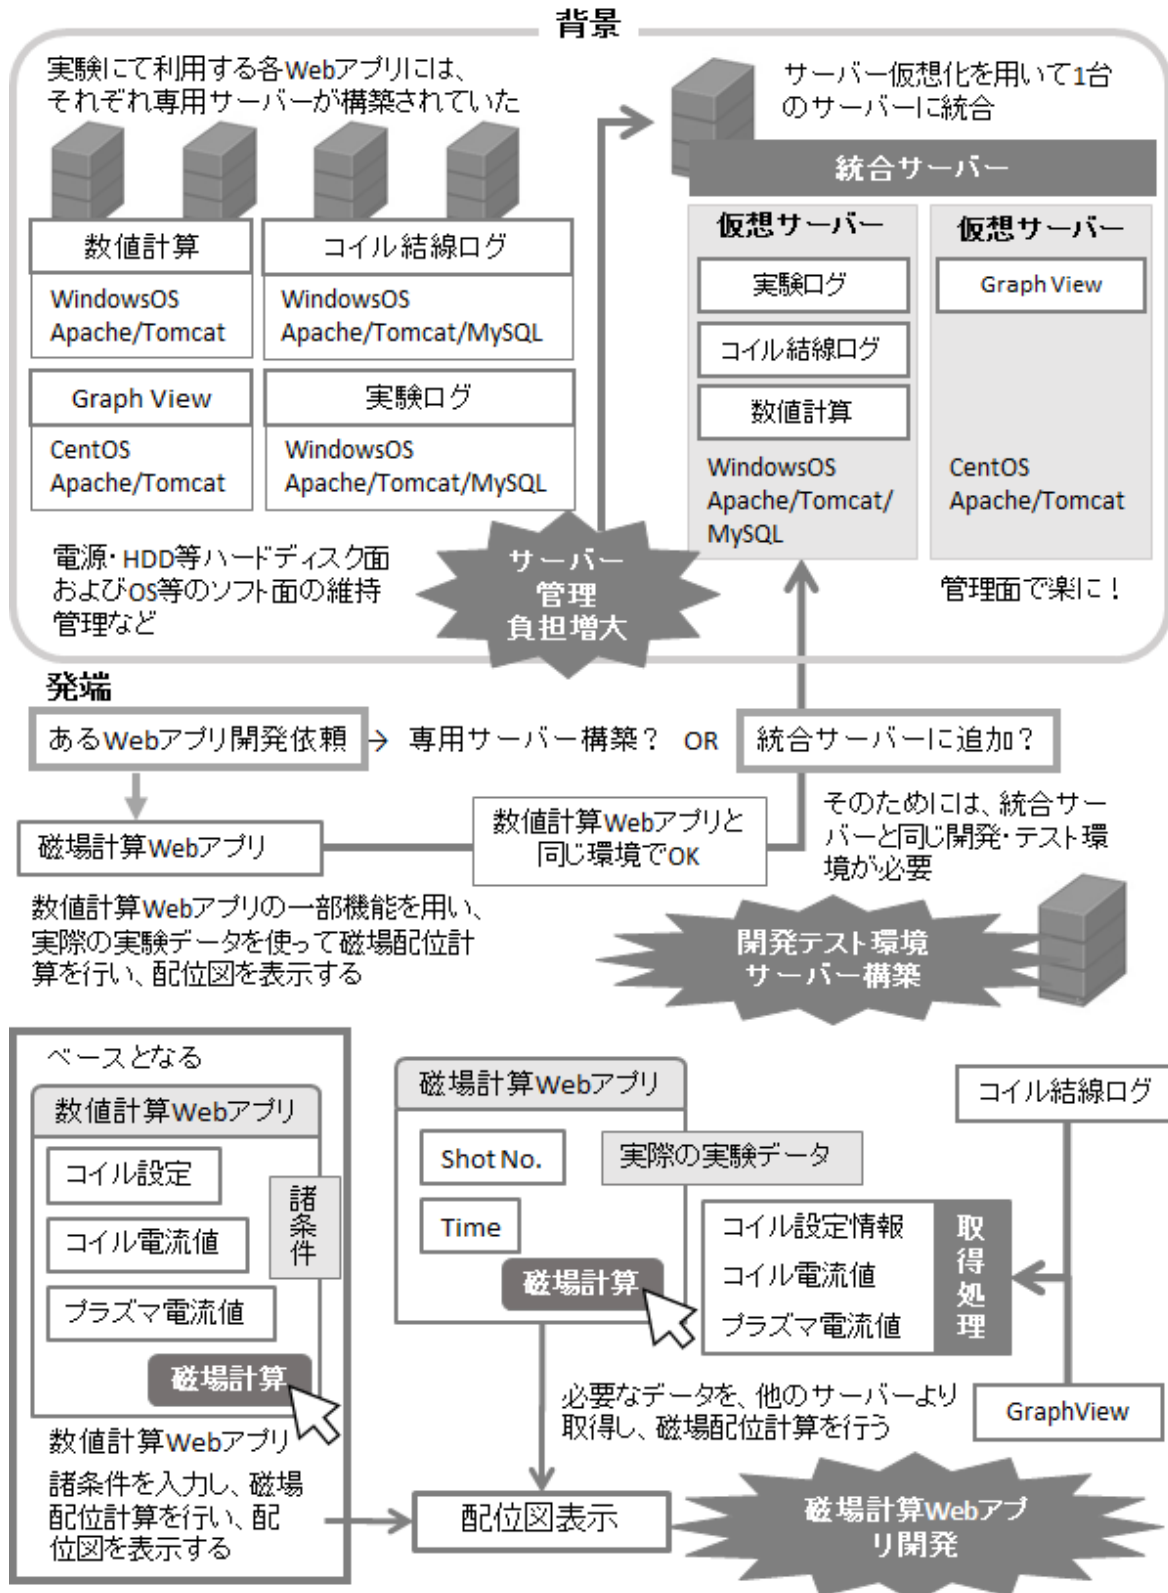 背景
実験にて利用する各Webアプリには、
それぞれ専用サーバーが構築されていた
数値計算
WindowsOS
Apache/Tomcat
コイル結線ログ
WindowsOS
Apache/Tomcat/MySQL
Graph View
CentOS
Apache/Tomcat
実験ログ
WindowsOS
Apache/Tomcat/MySQL
電源・HDD等ハードディスク面
およびOS等のソフト面の維持
管理など
サーバー
管理
負担増大
サーバー仮想化を用いて1台
のサーバーに統合
統合サーバー
仮想サーバー
実験ログ
コイル結線ログ
数値計算
WindowsOS
Apache/Tomcat/
MySQL
仮想サーバー
Graph View
CentOS
Apache/Tomcat
管理面で楽に！
発端
あるWebアプリ開発依頼
→ 専用サーバー構築？ OR
統合サーバーに追加？
磁場計算Webアプリ
数値計算Webアプリと
同じ環境でOK
そのためには、統合サー
バーと同じ開発・テスト環
境が必要
数値計算Webアプリの一部機能を用い、
実際の実験データを使って磁場配位計
算を行い、配位図を表示する
開発テスト環境
サーバー構築
ベースとなる
数値計算Webアプリ
コイル設定
コイル電流値
プラズマ電流値
諸条件
磁場計算
数値計算Webアプリ
諸条件を入力し、磁場
配位計算を行い、配
位図を表示する
磁場計算Webアプリ
Shot No.
Time
磁場計算
実際の実験データ
コイル設定情報
コイル電流値
プラズマ電流値
取得処理
コイル結線ログ
GraphView
必要なデータを、他のサーバーより
取得し、磁場配位計算を行う
配位図表示
磁場計算Webアプ
リ開発